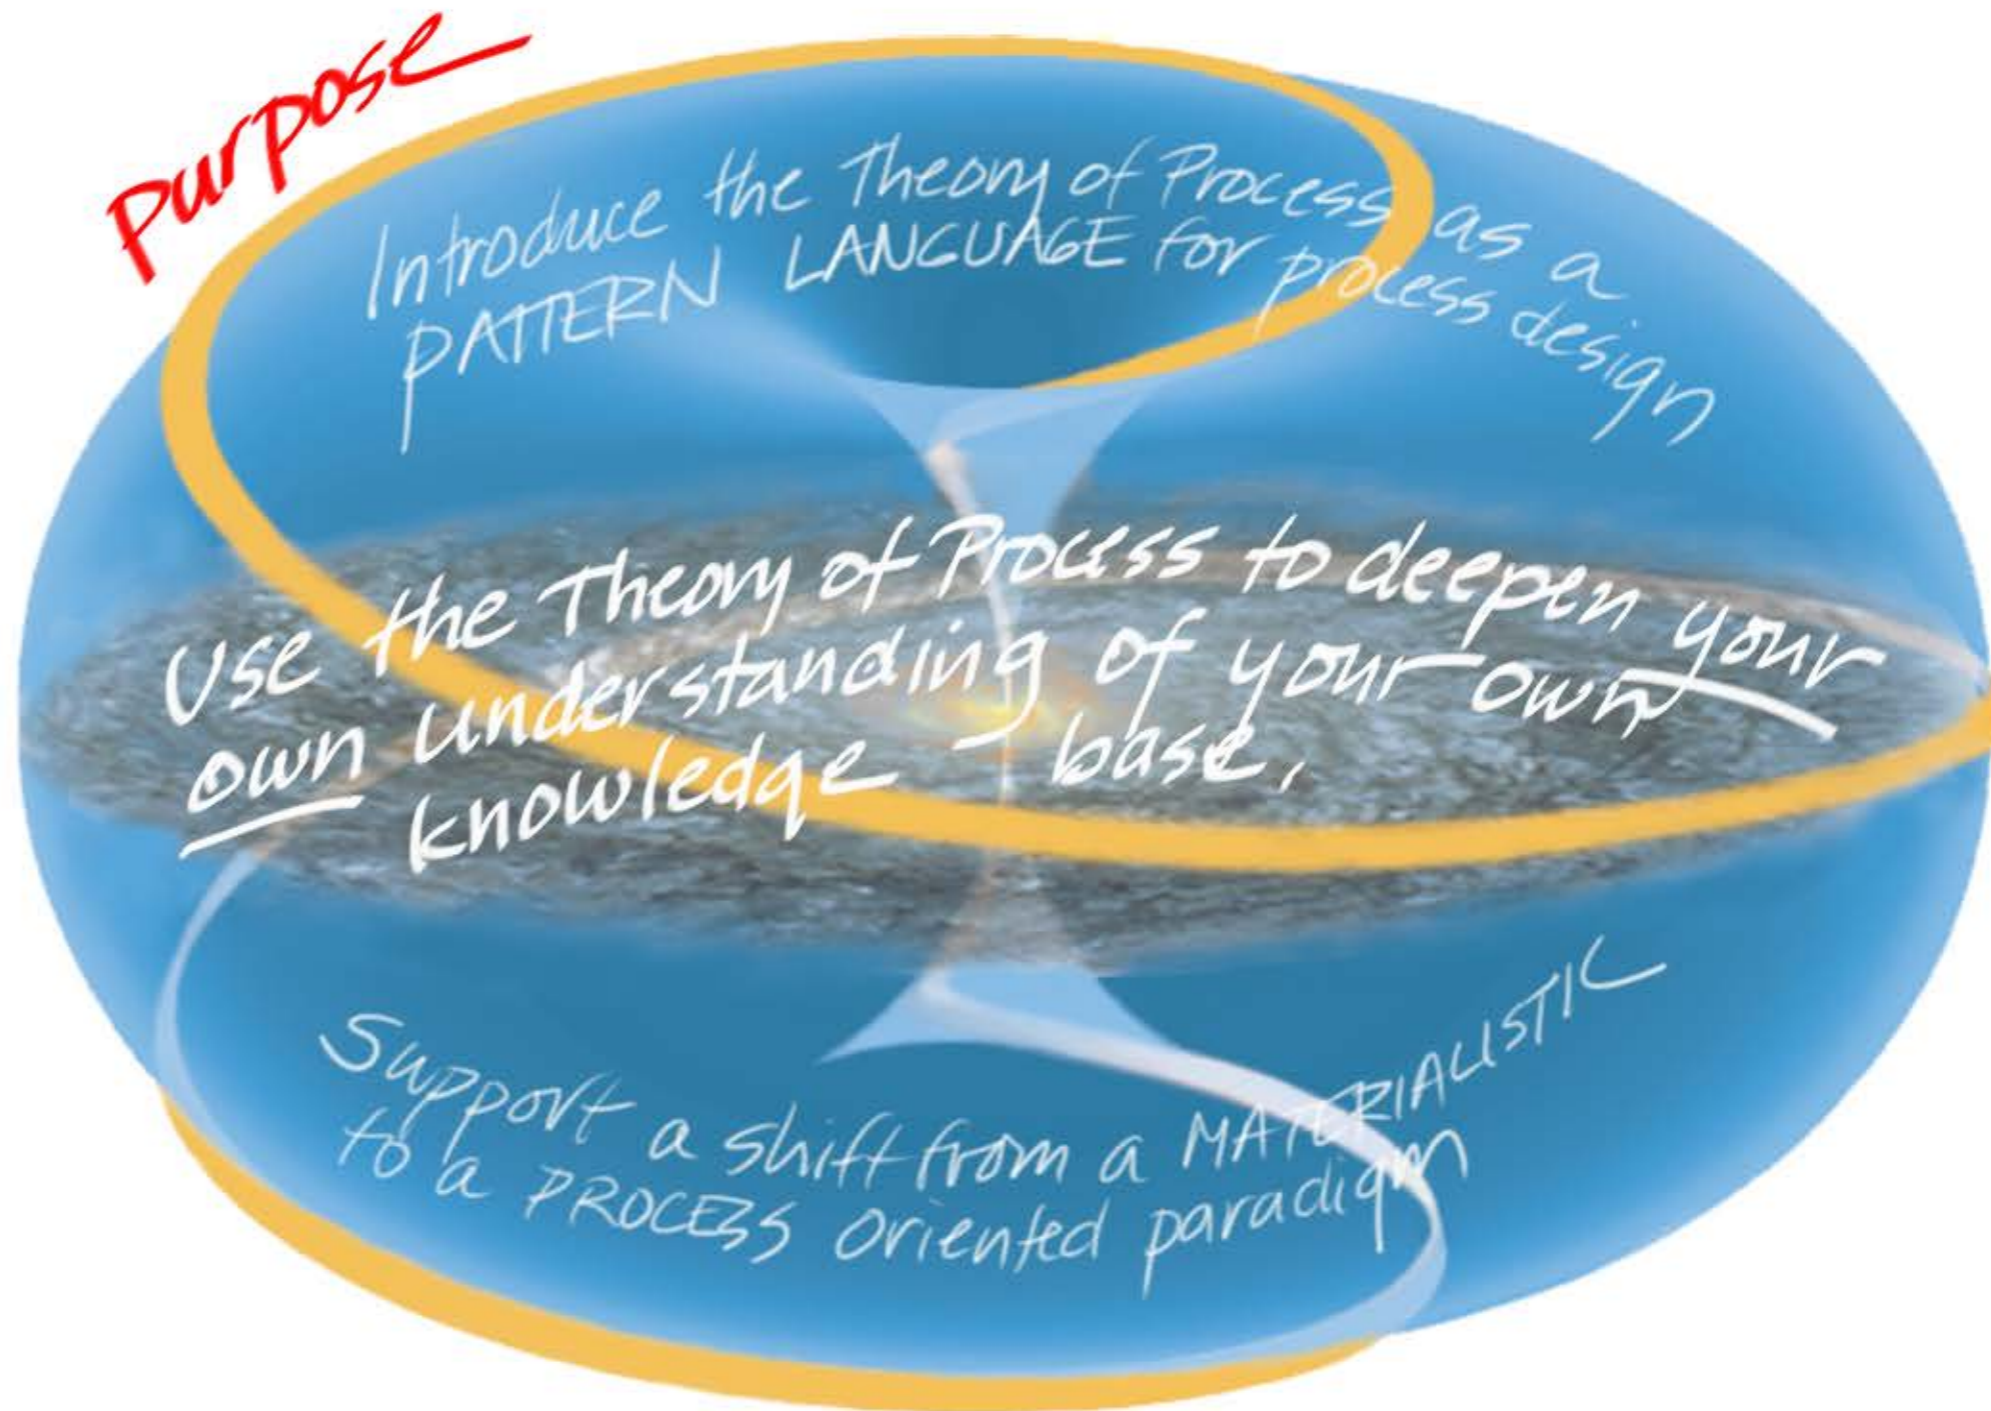 purpose
Introduce the Theory of Process as a
PATTERN LANGUAGE for process design
Use the Theory of Process to deepen your
own understanding of your own
knowledge base.
Support a shift from a MATERIALISTIC
to a PROCESS oriented paradigm